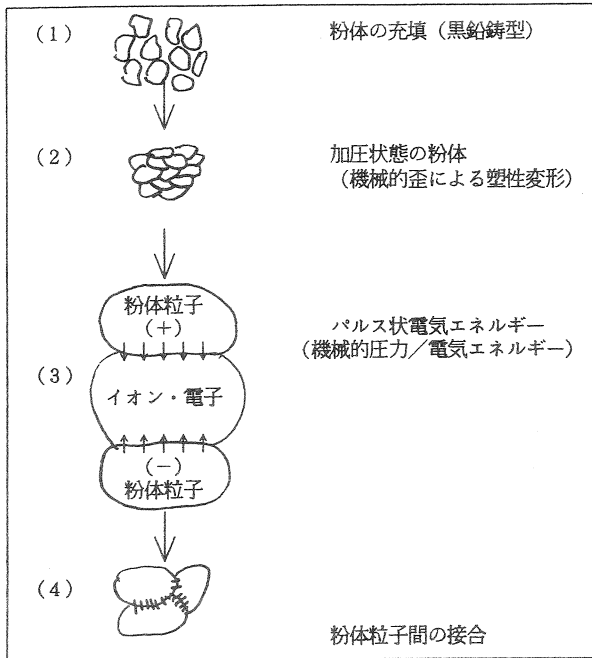 (1) 粉体の充填(黒鉛鋳型)
(2) 加圧状態の粉体
(機械的歪による塑性変形)
粉体粒子
(+)
パルス状電気エネルギー
(機械的圧力/電気エネルギー)
(3) イオン・電子
(-)
粉体粒子
(4)
粉体粒子間の接合